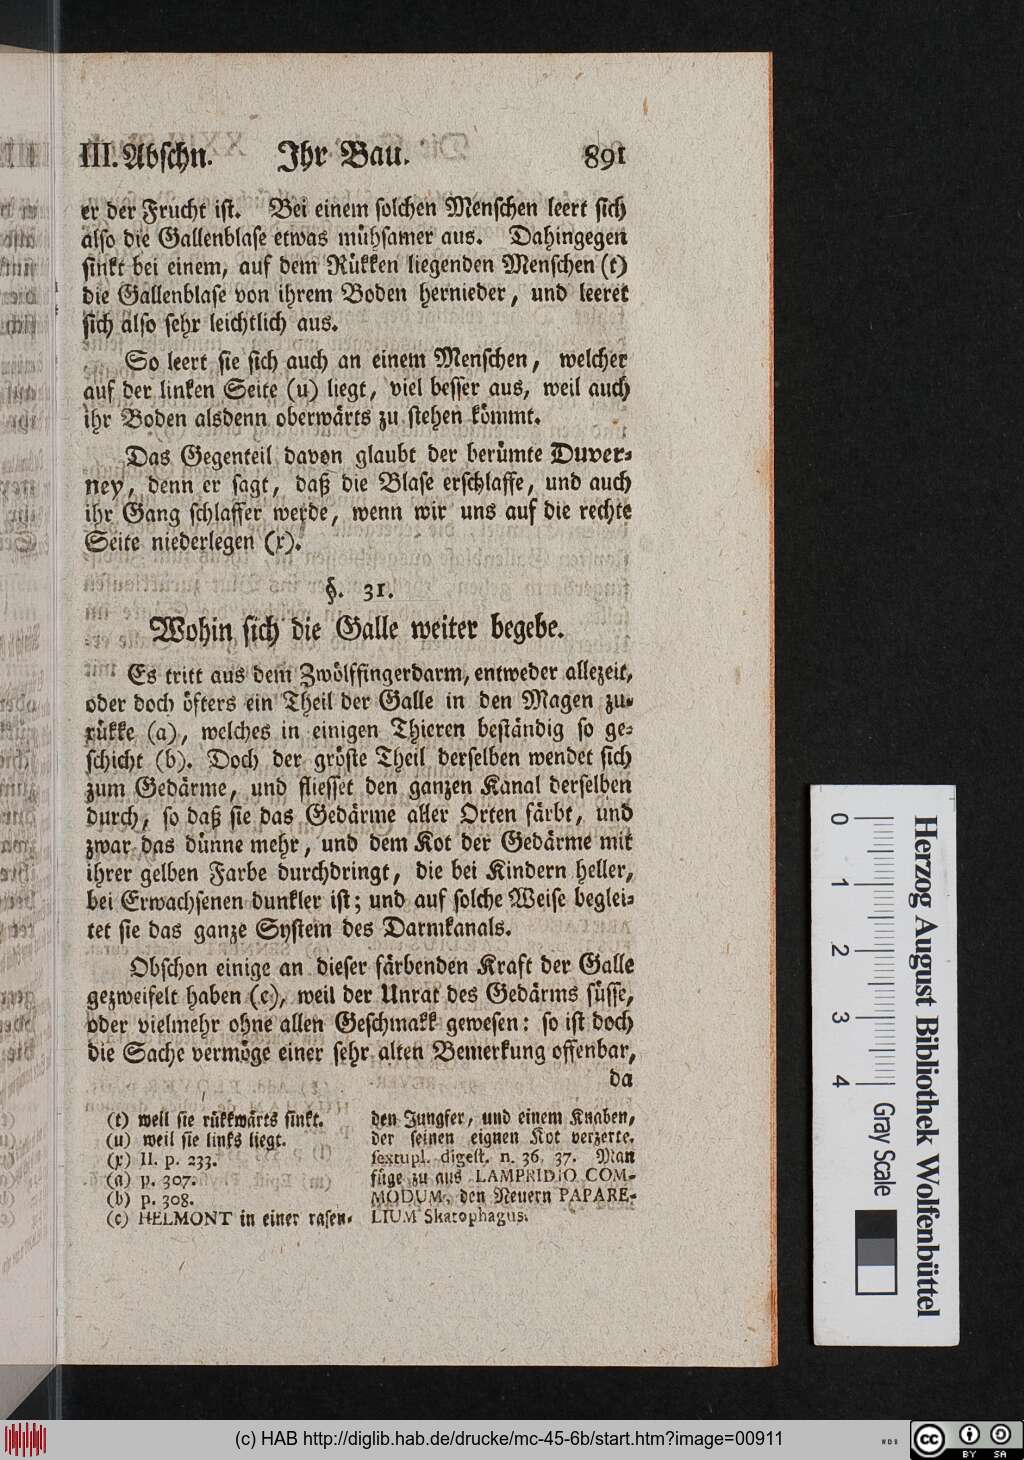 III. Abschn. Ihr Bau. 891
er der Frucht ist. Bei einem solchen Menschen leert sich
also die Gallenblase etwas mühsamer aus. Dahingegen
sinkt bei einem, auf dem Rükken liegenden Menschen (t)
die Gallenblase von ihrem Boden hernieder, und leeret
sich also sehr leichtlich aus.
So leert sie sich auch an einem Menschen, welcher
auf der linken Seite (u) liegt, viel besser aus, weil auch
ihr Boden alsdenn oberwärts zu stehen kömmt.
Das Gegenteil davon glaubt der berümte Duver-
ney, denn er sagt, daß die Blase erschlaffe, und auch
ihr Gang schlaffer werde, wenn wir uns auf die rechte
Seite niederlegen (x).
§. 31.
Wohin sich die Galle weiter begebe.
Es tritt aus dem Zwölffingerdarm, entweder allezeit,
oder doch öfters ein Theil der Galle in den Magen zu-
rükke (a), welches in einigen Thieren beständig so ge-
schicht (b). Doch der gröste Theil derselben wendet sich
zum Gedärme, und fliesset den ganzen Kanal derselben
durch, so daß sie das Gedärme aller Orten färbt, und
zwar das dünne mehr, und dem Kot der Gedärme mit
ihrer gelben Farbe durchdringt, die bei Kindern heller,
bei Erwachsenen dunkler ist; und auf solche Weise beglei-
tet sie das ganze System des Darmkanals.
Obschon einige an dieser färbenden Kraft der Galle
gezweifelt haben (c), weil der Unrat des Gedärms süsse,
oder vielmehr ohne allen Geschmakk gewesen: so ist doch
die Sache vermöge einer sehr alten Bemerkung offenbar,
da
(t) weil sie rükkwärts sinkt.
(u) weil sie links liegt.
(x) II. p. 233.
(a) p. 307.
(b) p. 308.
(c) HELMONT in einer rasen-
den Jungfer, und einem Knaben,
der seinen eignen Kot verzerte.
sextupl. digest. n. 36. 37. Man
füge zu aus LAMPRIDIO COM-
MODUM, den Neuern PAPARE-
LIUM Skatophagus.
0 1 2 3 4
Gray Scale
Herzog August Bibliothek Wolfenbüttel
(c) HAB http://diglib.hab.de/drucke/mc-45-6b/start.htm?image=00911
WDB
cc BY SA